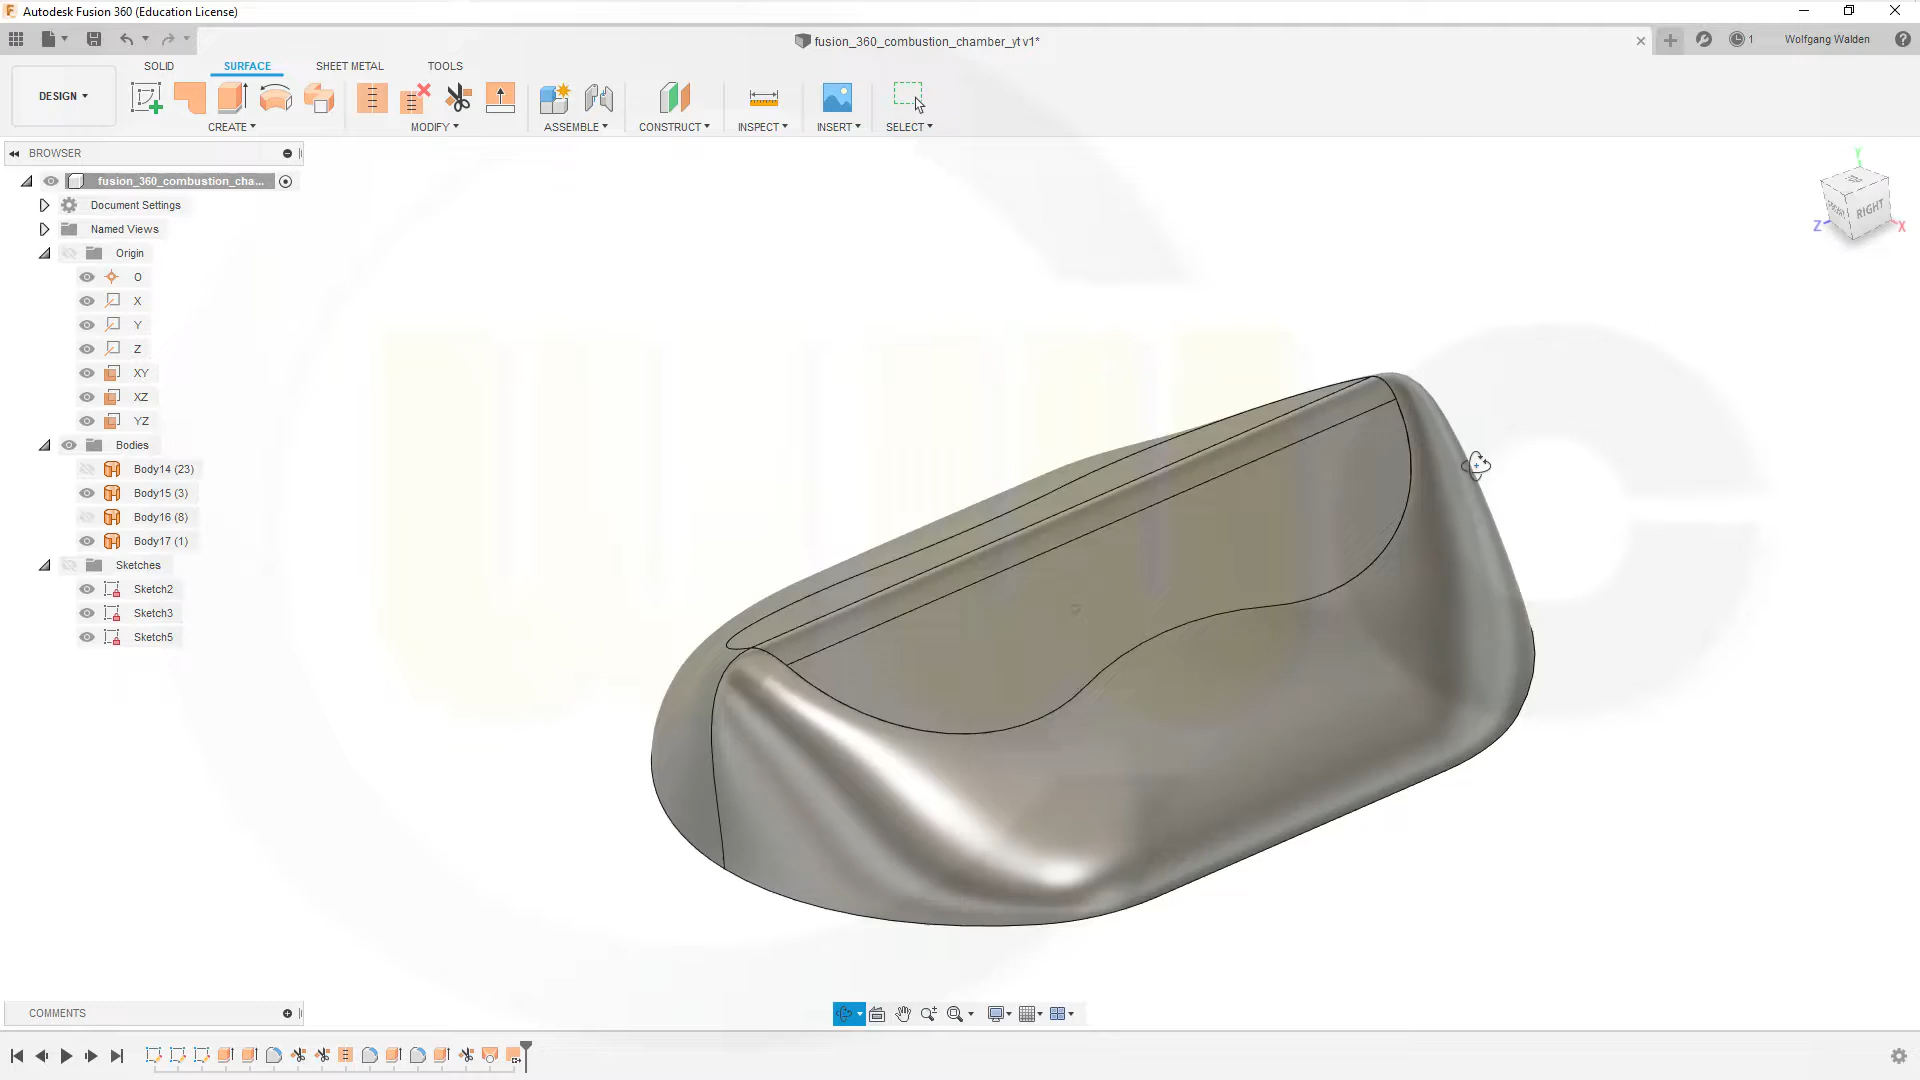 Autodesk Fusion 360 (Education License)
fusion_360_combustion_chamber_yt v1*
1
Wolfgang Walden
SOLID
SURFACE
SHEET METAL
TOOLS
DESIGN
CREATE
MODIFY
ASSEMBLE
CONSTRUCT
INSPECT
INSERT
SELECT
BROWSER
fusion_360_combustion_cha...
Document Settings
Named Views
Origin
O
X
Y
Z
XY
XZ
YZ
Bodies
Body14 (23)
Body15 (3)
Body16 (8)
Body17 (1)
Sketches
Sketch2
Sketch3
Sketch5
Y
TOP
RIGHT
Z
X
COMMENTS